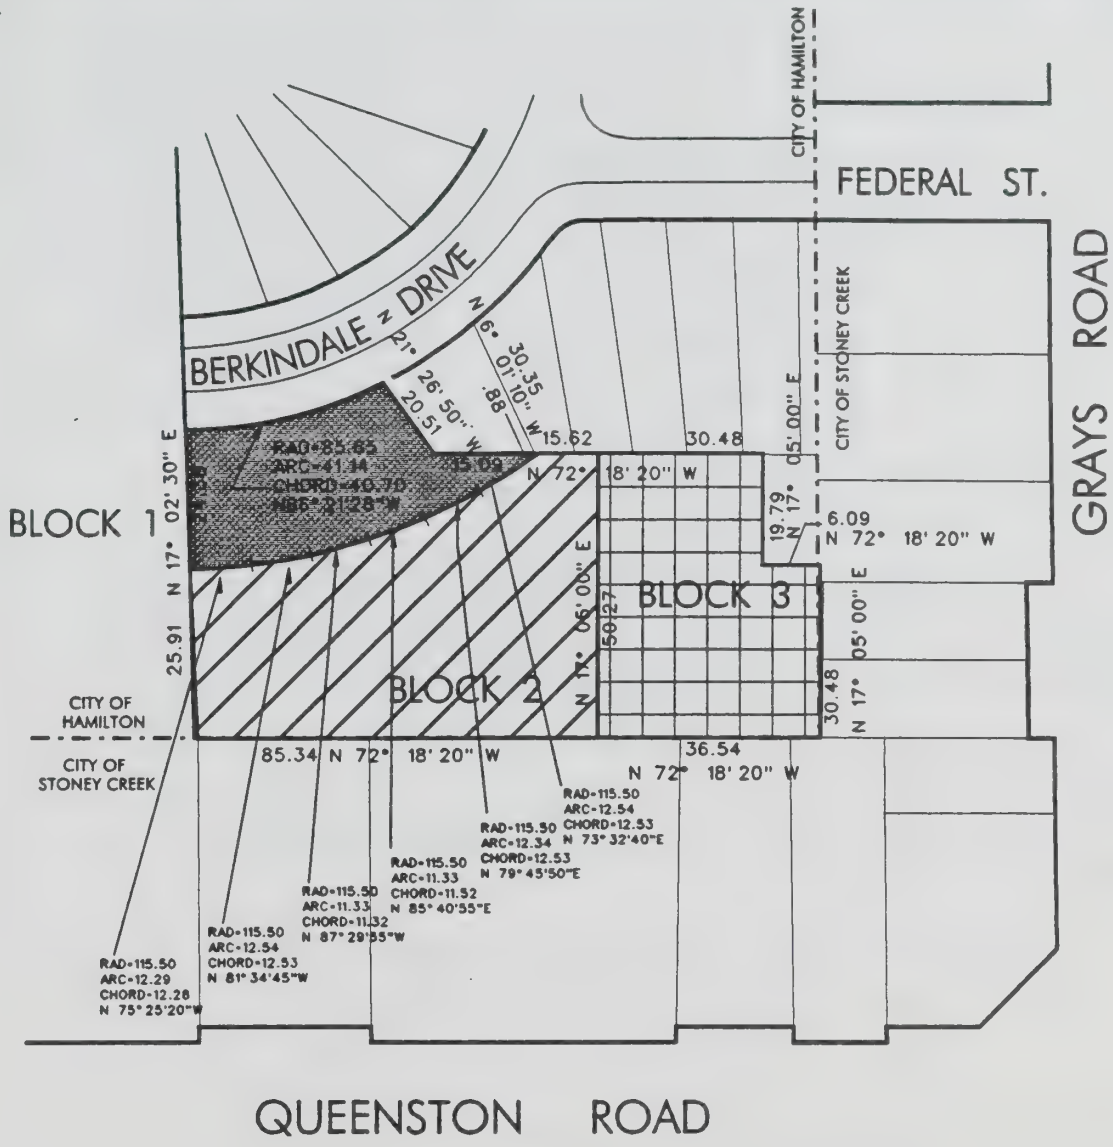 CITY OF HAMILTON
FEDERAL ST.
GRAYS ROAD
CITY OF STONEY CREEK
BERKINDALE DRIVE
N 21° 26' 50" W
20.51
N 6° 01' 10" W
30.35
.88
15.62
30.48
N 17° 05' 00" E
19.79
RAD=85.65
ARC=41.14
CHORD=40.70
N86° 21'28"W
15.09
N 72° 18' 20" W
6.09
N 72° 18' 20" W
BLOCK 1
N 17° 02' 30" E
25.91
BLOCK 2
N 17° 06' 00" E
50.27
BLOCK 3
30.48
N 17° 05' 00" E
CITY OF
HAMILTON
CITY OF
STONEY CREEK
85.34 N 72° 18' 20" W
36.54
N 72° 18' 20" W
RAD=115.50
ARC=12.54
CHORD=12.53
N 73° 32'40"E
RAD=115.50
ARC=12.34
CHORD=12.53
N 79° 45'50"E
RAD=115.50
ARC=11.33
CHORD=11.52
N 85° 40'55"E
RAD=115.50
ARC=11.33
CHORD=11.32
N 87° 29'55"W
RAD=115.50
ARC=12.54
CHORD=12.53
N 81° 34'45"W
RAD=115.50
ARC=12.29
CHORD=12.28
N 75° 25'20"W
QUEENSTON ROAD